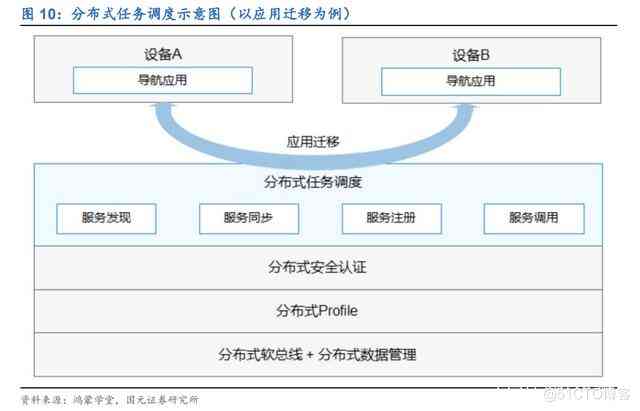 图 10：分布式任务调度示意图（以应用迁移为例）
设备A
设备B
导航应用
导航应用
应用迁移
分布式任务调度
服务发现
服务同步
服务注册
服务调用
分布式安全认证
分布式Profile
分布式软总线 + 分布式数据管理
资料来源：鸿蒙学堂，国元证券研究所
@51CTO博客